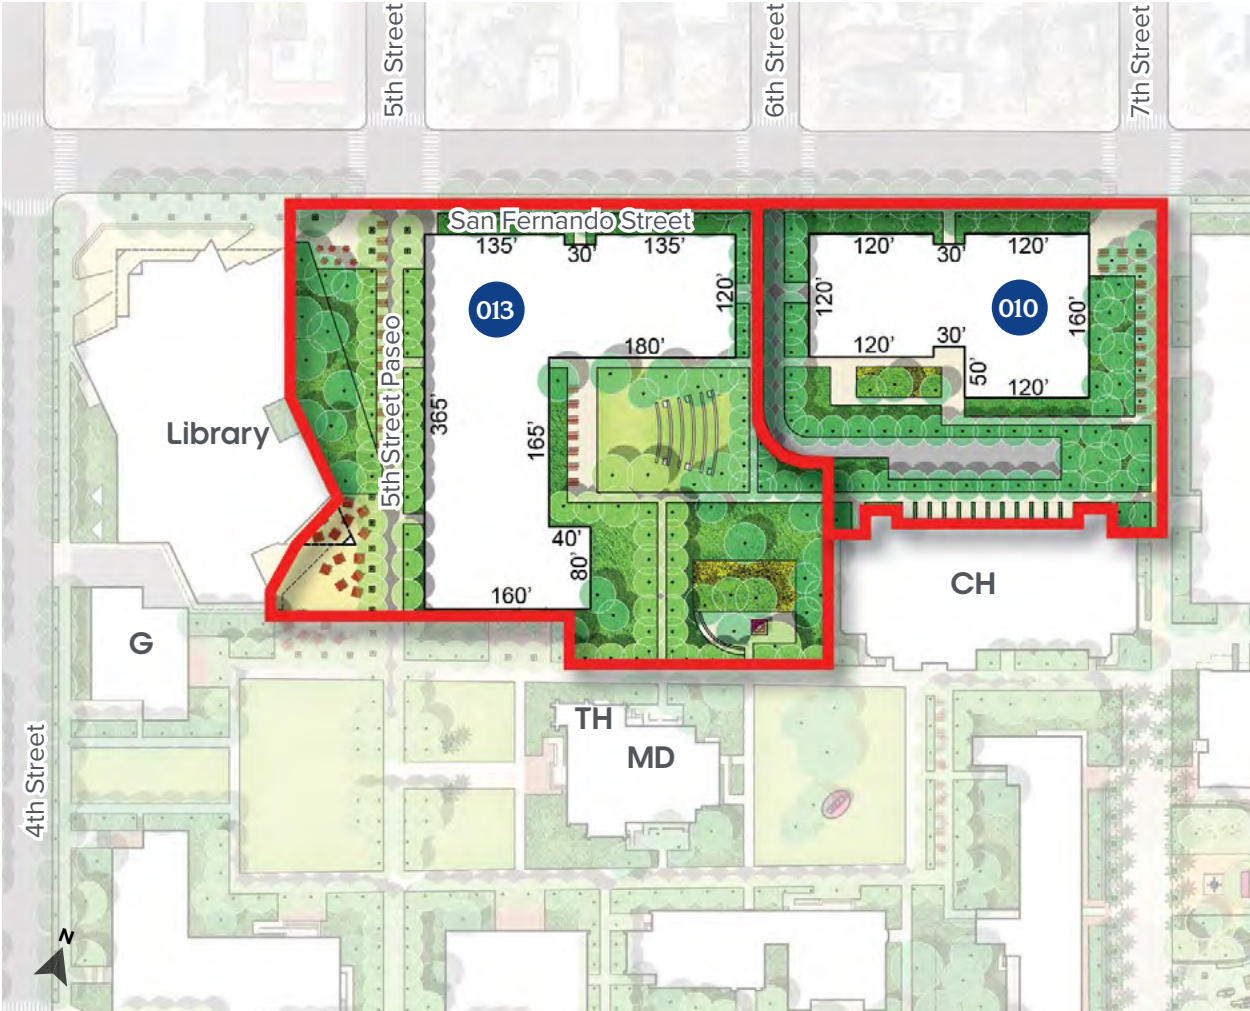 5th Street
6th Street
7th Street
San Fernando Street
135'
30'
135'
120'
30'
120'
013
010
120'
120'
160'
5th Street Paseo
365'
180'
120'
30'
50'
120'
Library
165'
40'
80'
160'
CH
G
TH
MD
4th Street
N